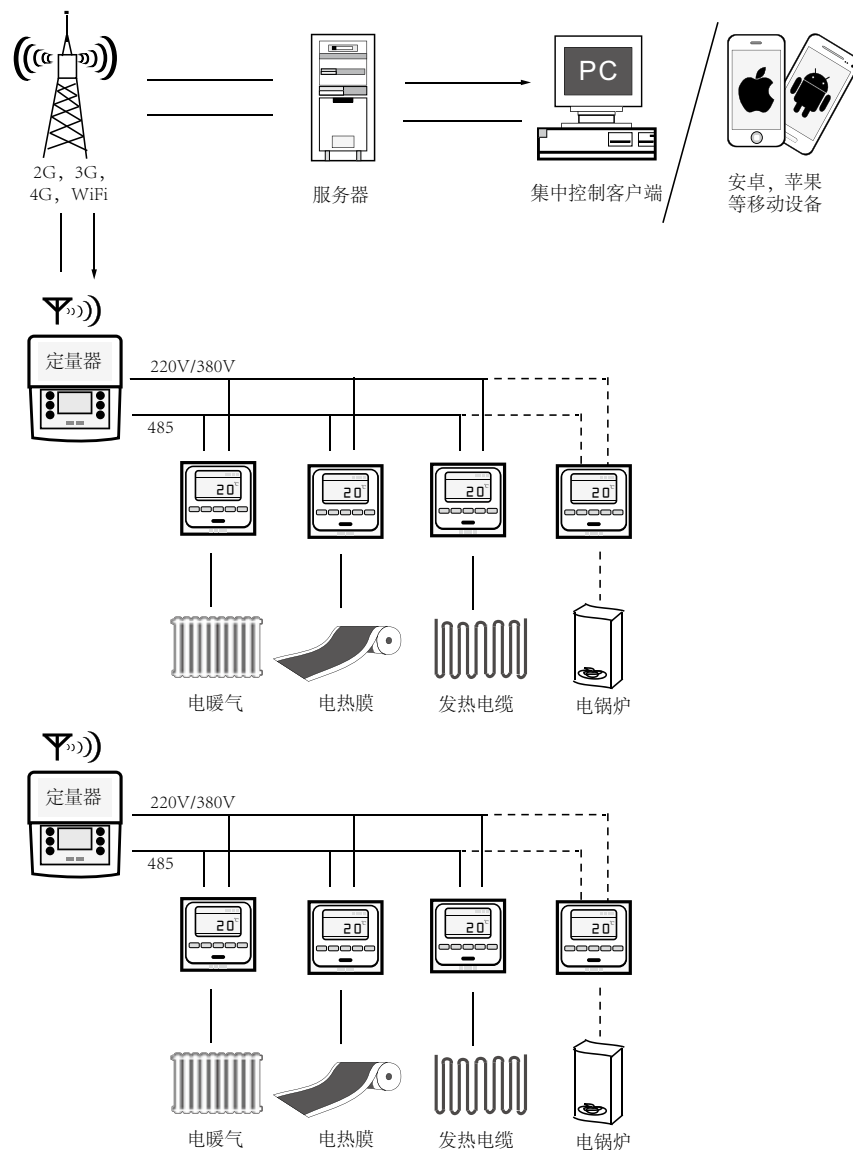 PC
2G，3G，
4G，WiFi
服务器
集中控制客户端
安卓，苹果
等移动设备
定量器
220V/380V
485
20℃
20℃
20℃
20℃
电暖气
电热膜
发热电缆
电锅炉
定量器
220V/380V
485
20℃
20℃
20℃
20℃
电暖气
电热膜
发热电缆
电锅炉